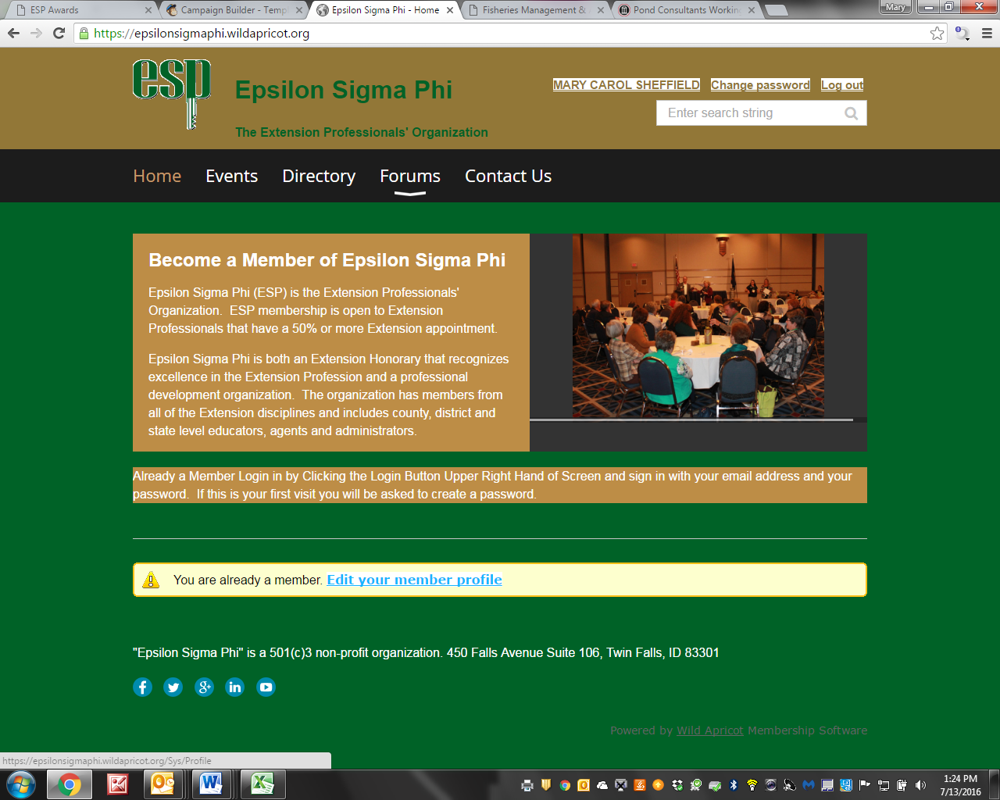 ESP Awards
Campaign Builder - Templ
Epsilon Sigma Phi - Home
Fisheries Management &
Pond Consultants Working
Mary
https://epsilonsigmaphi.wildapricot.org
esp
Epsilon Sigma Phi
The Extension Professionals' Organization
MARY CAROL SHEFFIELD Change password Log out
Enter search string
Home Events Directory Forums Contact Us
Become a Member of Epsilon Sigma Phi
Epsilon Sigma Phi (ESP) is the Extension Professionals'
Organization.  ESP membership is open to Extension
Professionals that have a 50% or more Extension appointment.
Epsilon Sigma Phi is both an Extension Honorary that recognizes
excellence in the Extension Profession and a professional
development organization.  The organization has members from
all of the Extension disciplines and includes county, district and
state level educators, agents and administrators.
Already a Member Login in by Clicking the Login Button Upper Right Hand of Screen and sign in with your email address and your
password.  If this is your first visit you will be asked to create a password.
You are already a member. Edit your member profile
"Epsilon Sigma Phi" is a 501(c)3 non-profit organization. 450 Falls Avenue Suite 106, Twin Falls, ID 83301
Powered by Wild Apricot Membership Software
https://epsilonsigmaphi.wildapricot.org/Sys/Profile
1:24 PM
7/13/2016